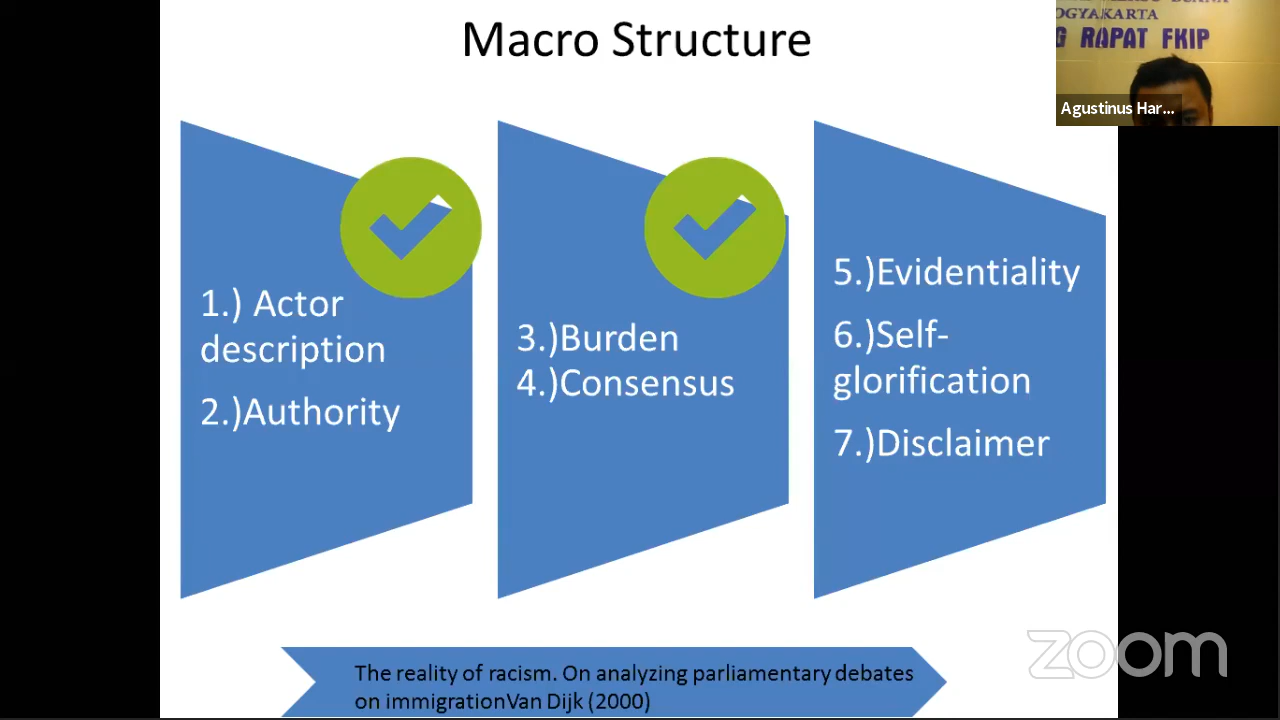 Macro Structure
OGYAKARTA
RAPAT FKIP
Agustinus Har...
1.) Actor
description
2.)Authority
3.)Burden
4.)Consensus
5.)Evidentiality
6.)Self-
glorification
7.)Disclaimer
The reality of racism. On analyzing parliamentary debates
on immigrationVan Dijk (2000)
zoom